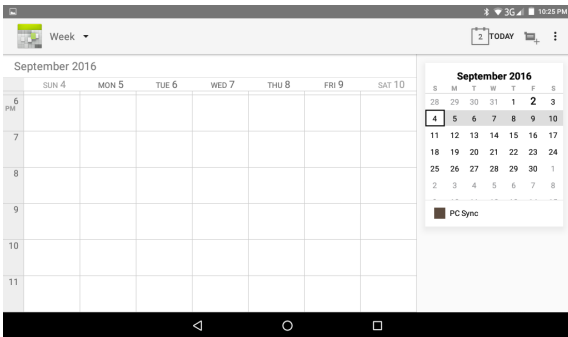 3G 10:25 PM
Week 2 TODAY
September 2016
SUN 4 MON 5 TUE 6 WED 7 THU 8 FRI 9 SAT 10
6
PM
7
8
9
10
11
September 2016
S M T W T F S
28 29 30 31 1 2 3
4 5 6 7 8 9 10
11 12 13 14 15 16 17
18 19 20 21 22 23 24
25 26 27 28 29 30 1
2 3 4 5 6 7 8
PC Sync